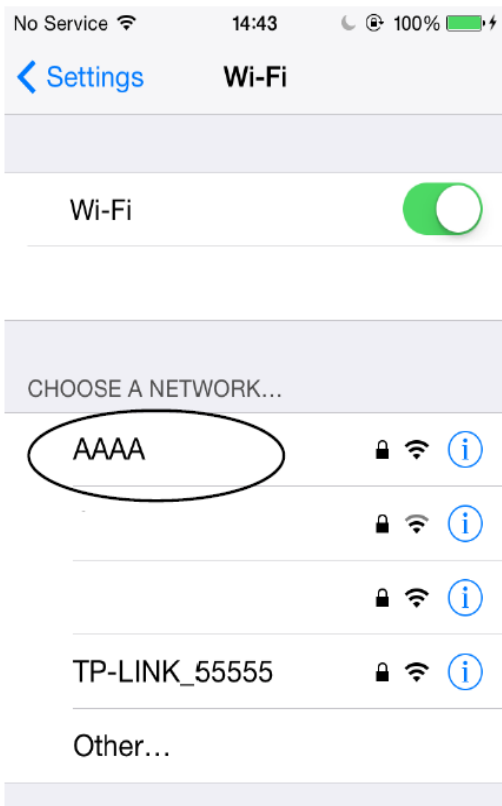 No Service 14:43 100%
Settings Wi-Fi
Wi-Fi
CHOOSE A NETWORK...
AAAA
TP-LINK_55555
Other...